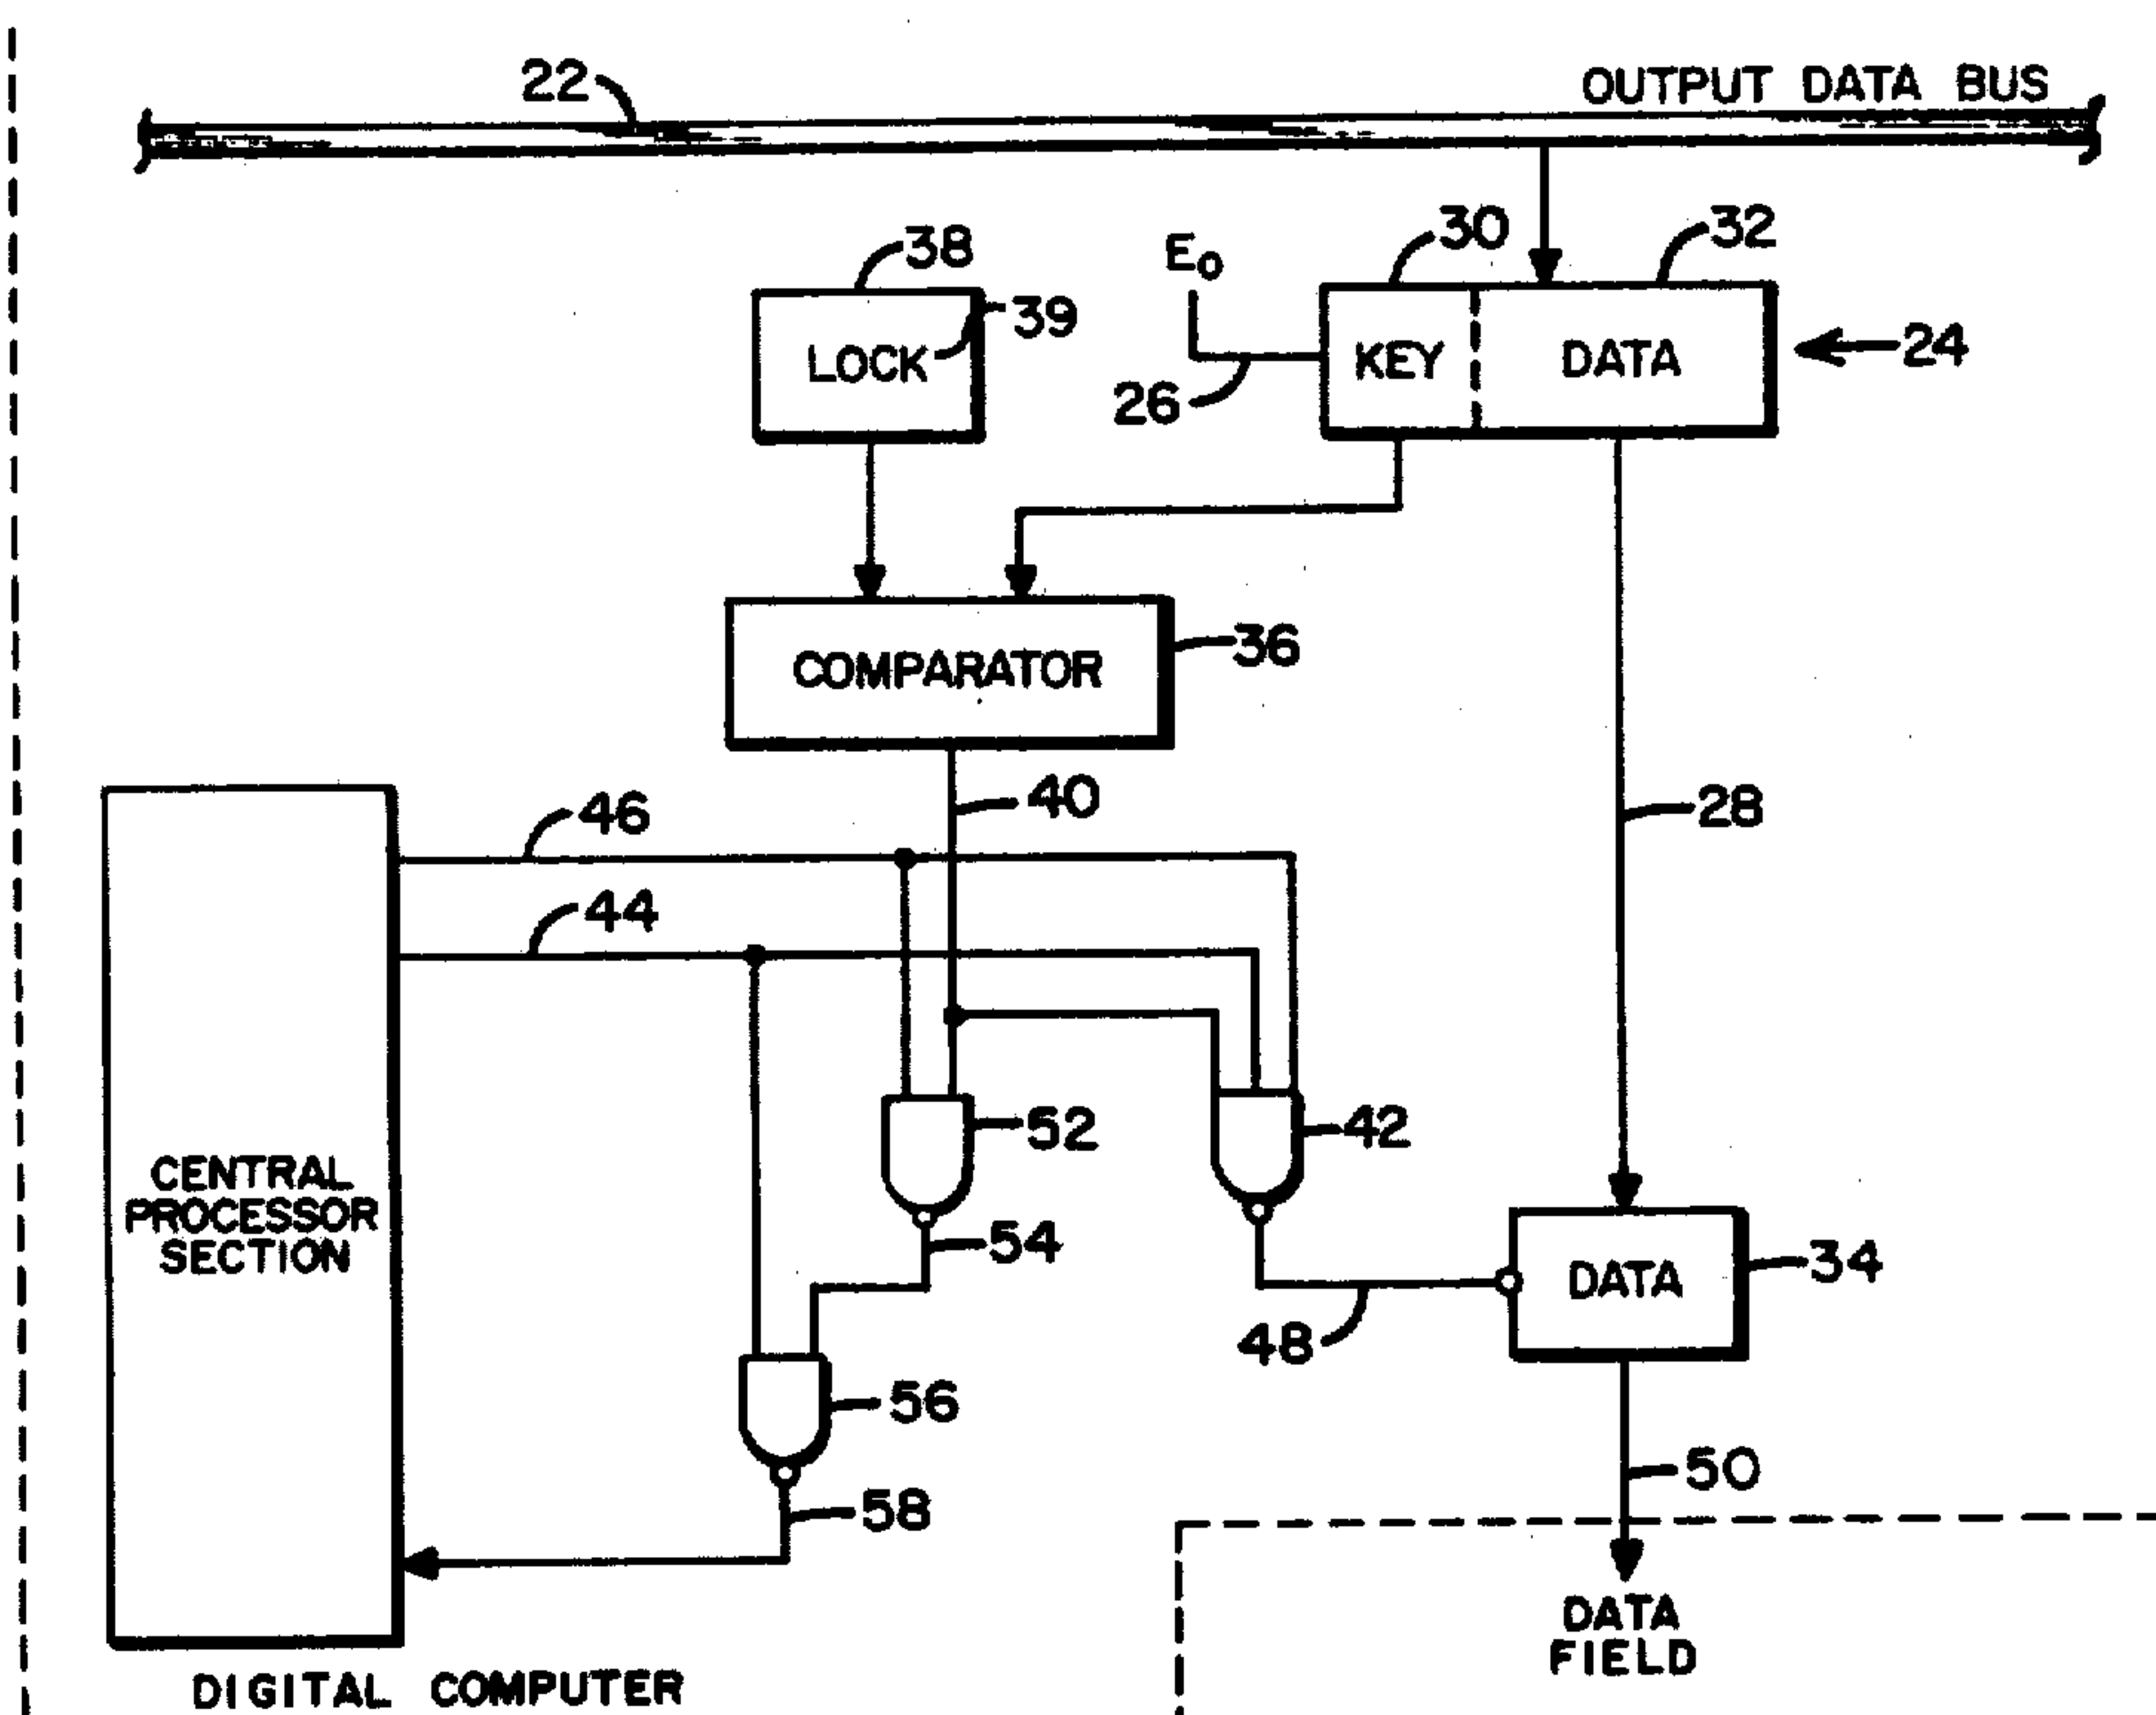 22
OUTPUT DATA BUS
38
E₀
30
32
39
LOCK
KEY
DATA
24
26
COMPARATOR
36
40
28
46
44
52
42
CENTRAL
PROCESSOR
SECTION
54
DATA
34
48
56
50
58
DATA
FIELD
DIGITAL COMPUTER